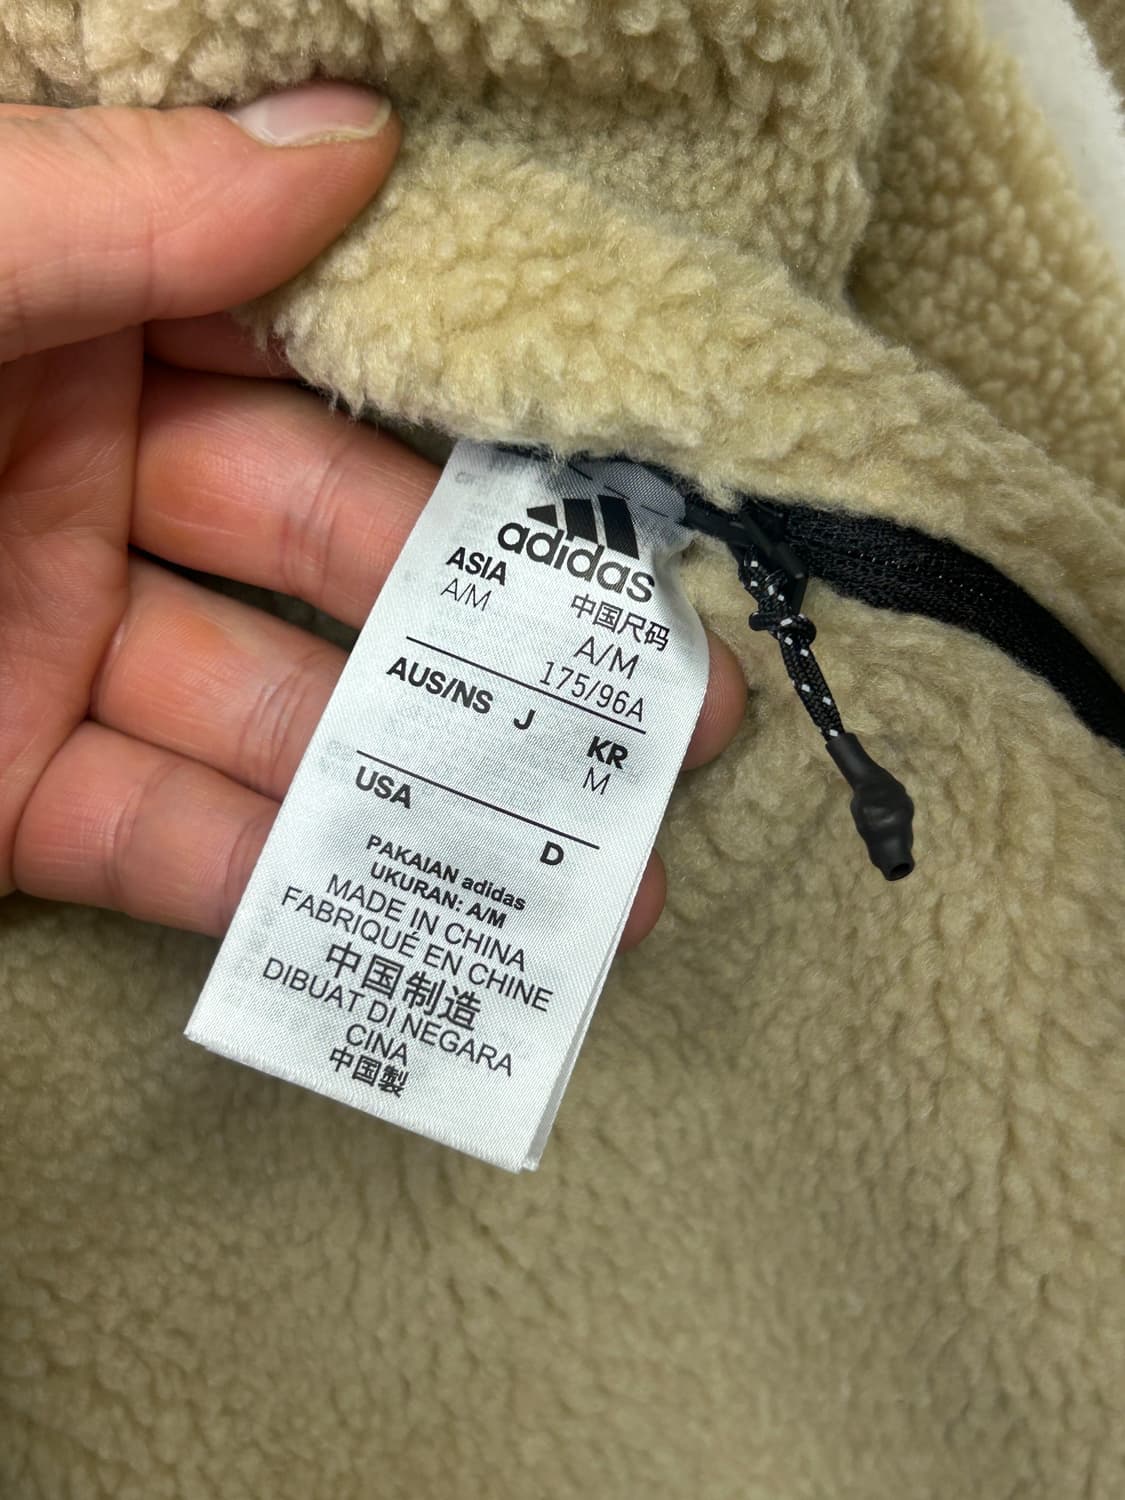 adidas
ASIA
A/M
中国尺码
A/M
175/96A
AUS/NS J
KR
M
USA
D
PAKAIAN adidas
UKURAN: A/M
MADE IN CHINA
FABRIQUÉ EN CHINE
中国制造
DIBUAT DI NEGARA
CINA
中国製